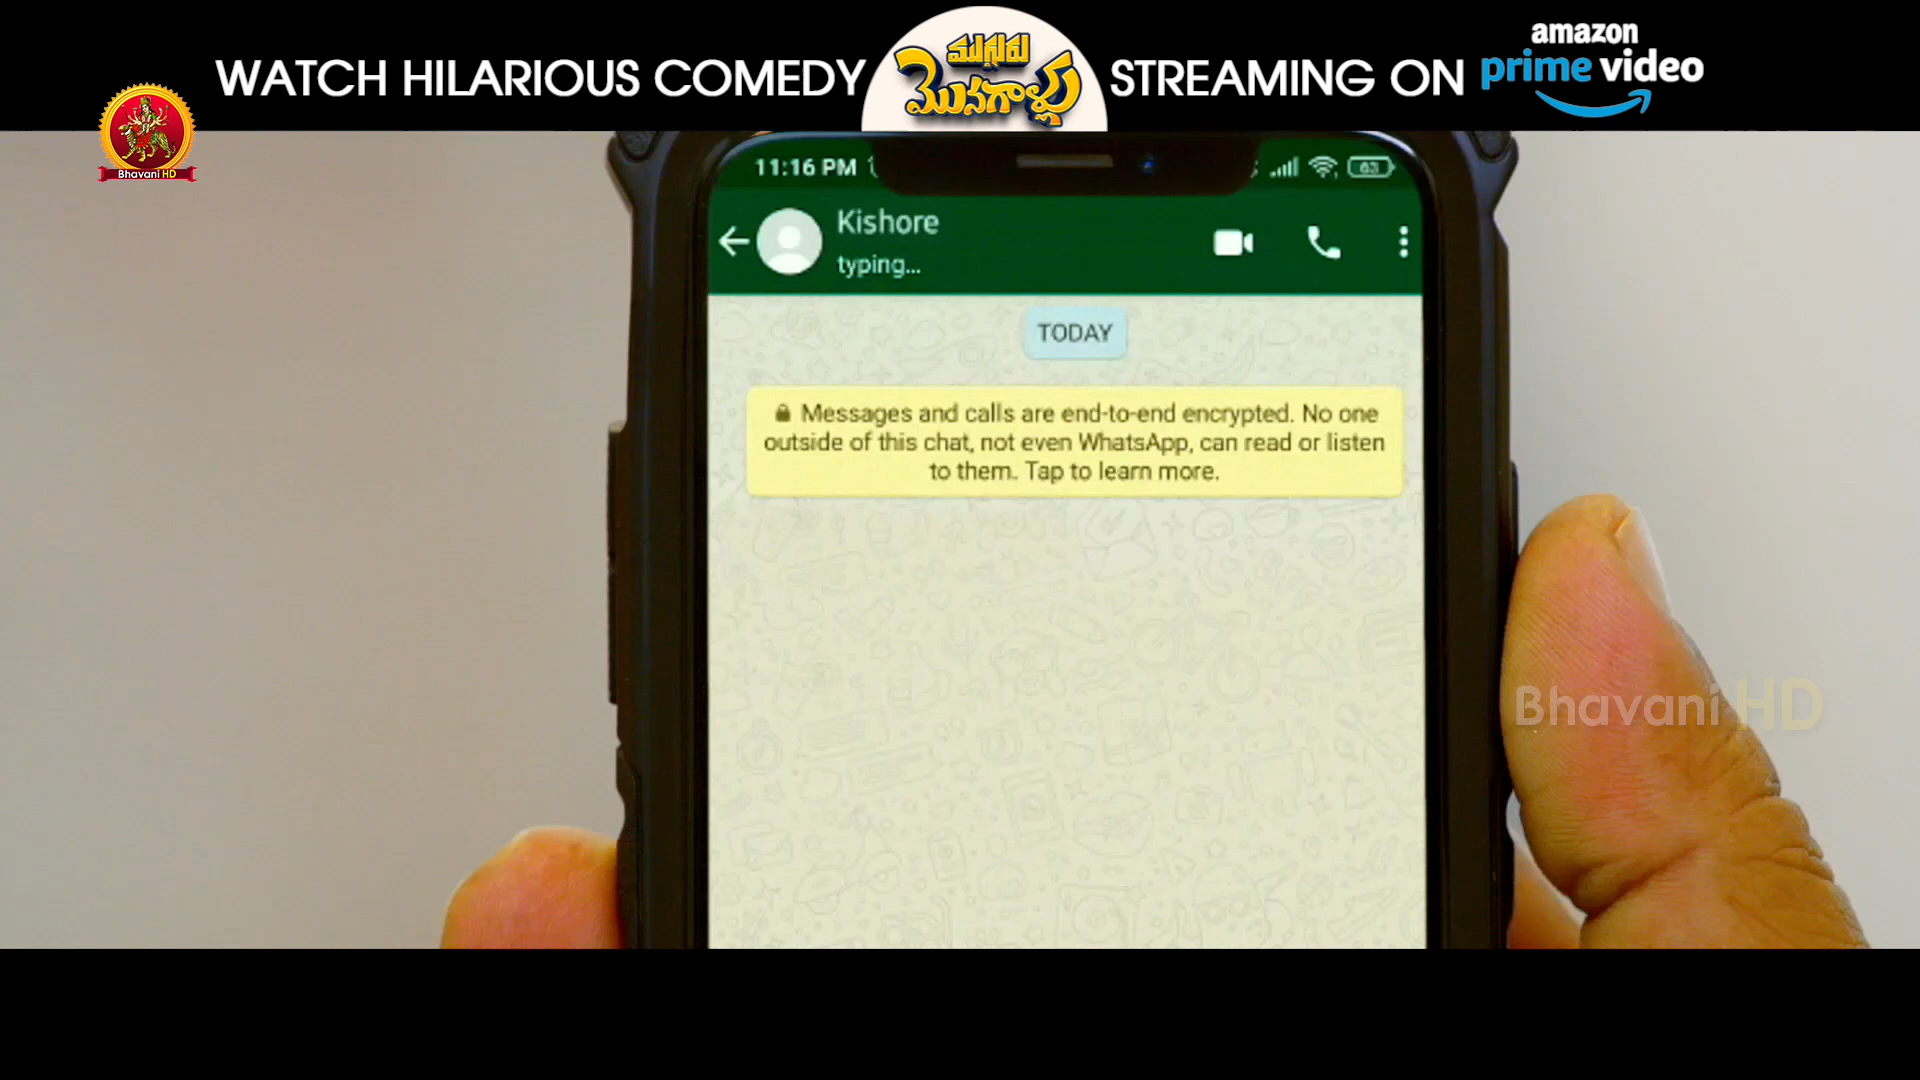 WATCH HILARIOUS COMEDY ముగ్గురు మొనగాళ్లు STREAMING ON amazon prime video
Bhavani HD
11:16 PM
63
Kishore
typing...
TODAY
Messages and calls are end-to-end encrypted. No one
outside of this chat, not even WhatsApp, can read or listen
to them. Tap to learn more.
Bhavani HD